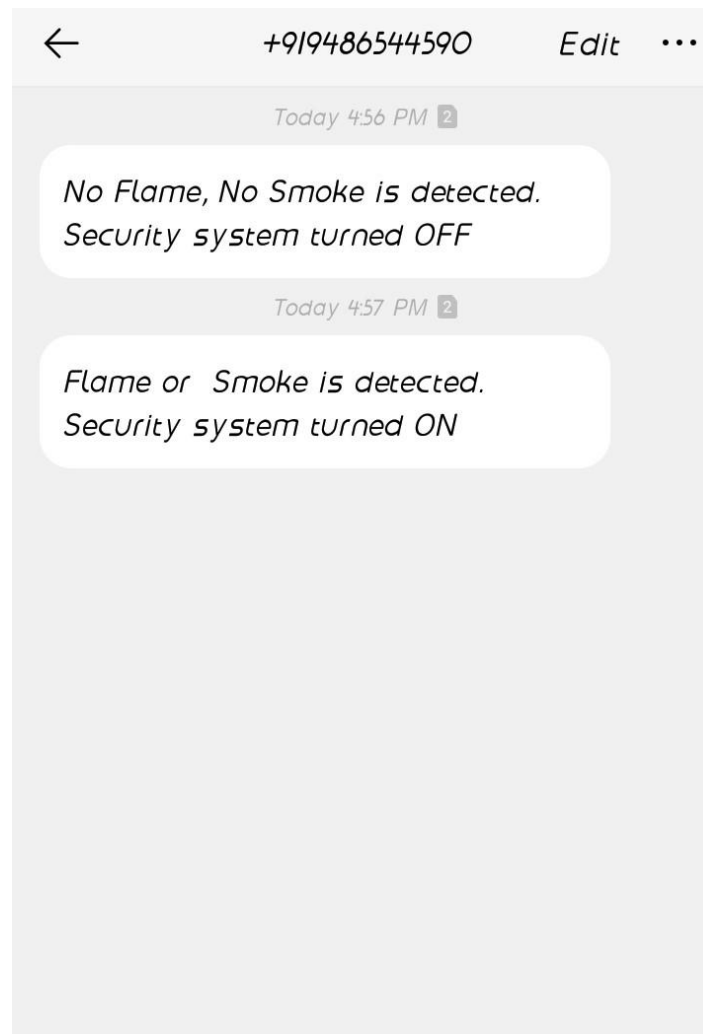 +919486544590 Edit ...
Today 4:56 PM 2
No Flame, No Smoke is detected.
Security system turned OFF
Today 4:57 PM 2
Flame or  Smoke is detected.
Security system turned ON